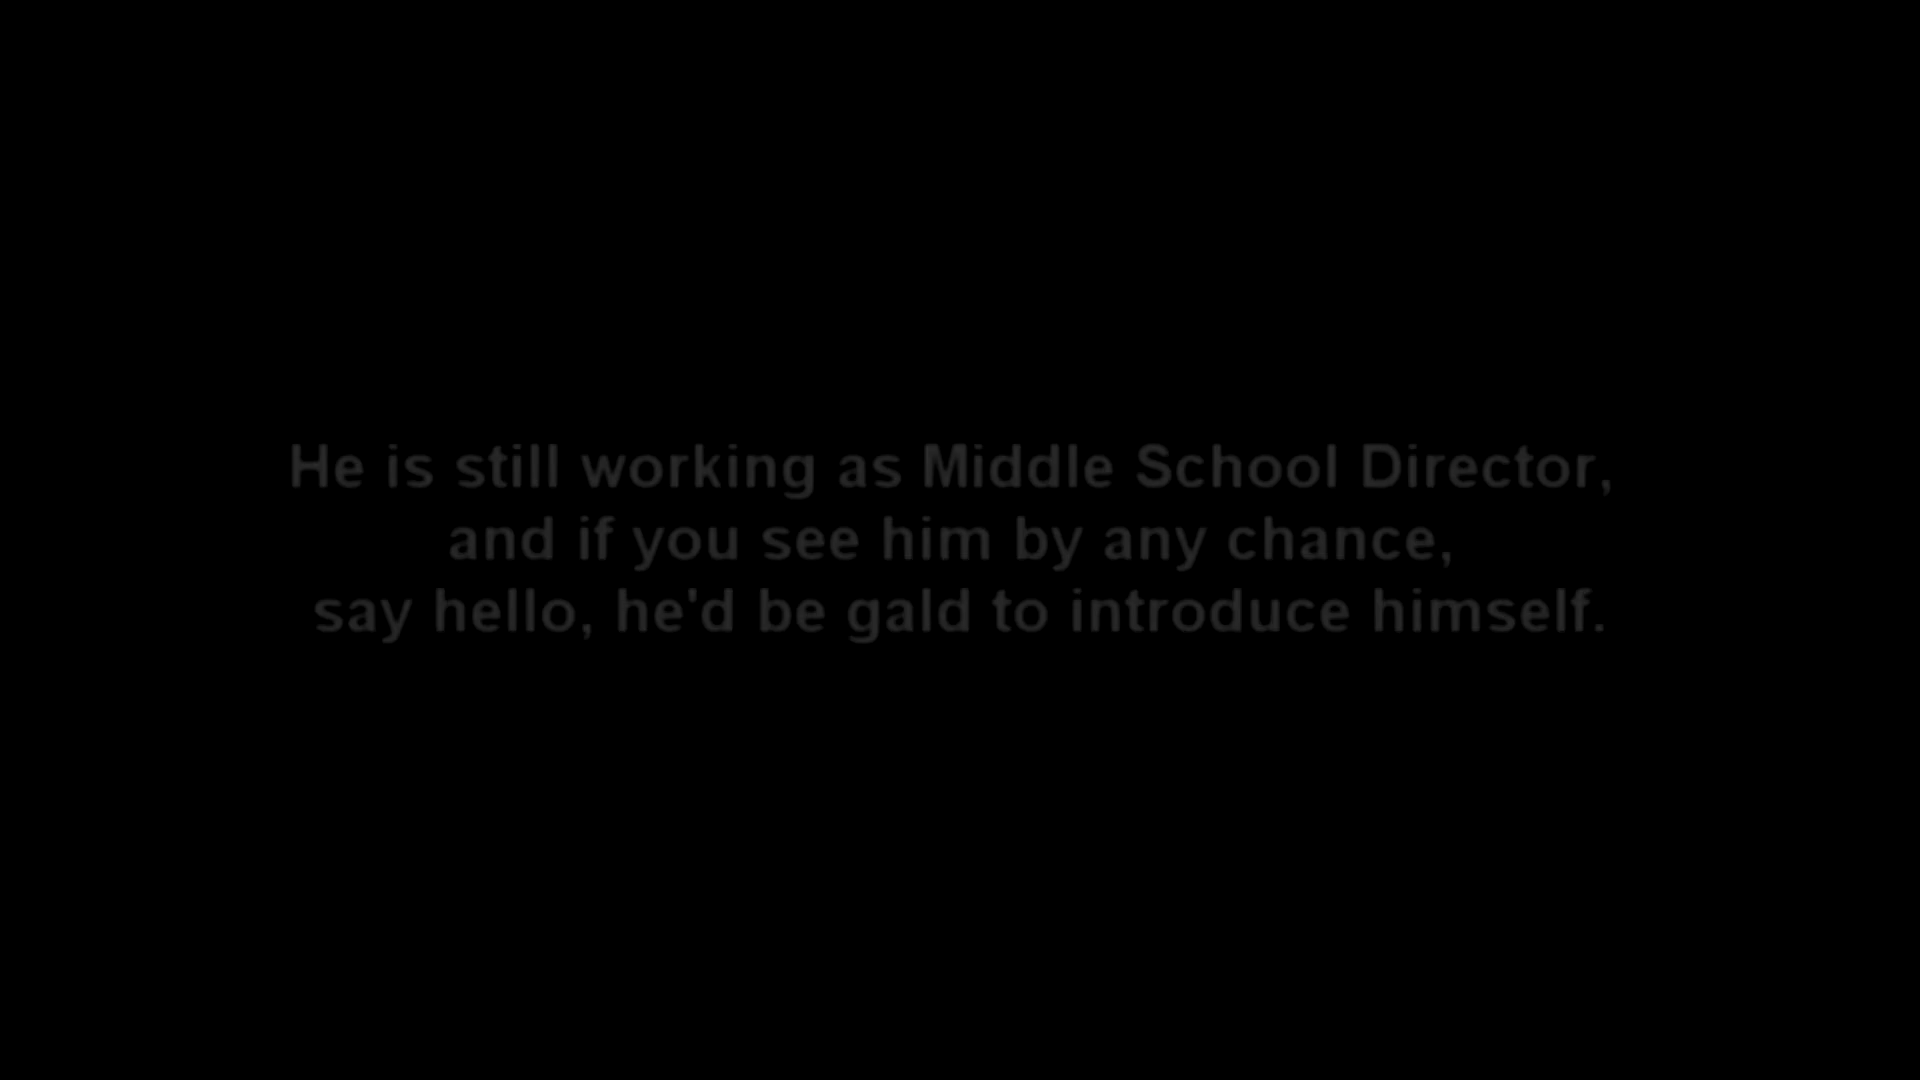 He is still working as Middle School Director,
and if you see him by any chance,
say hello, he'd be gald to introduce himself.